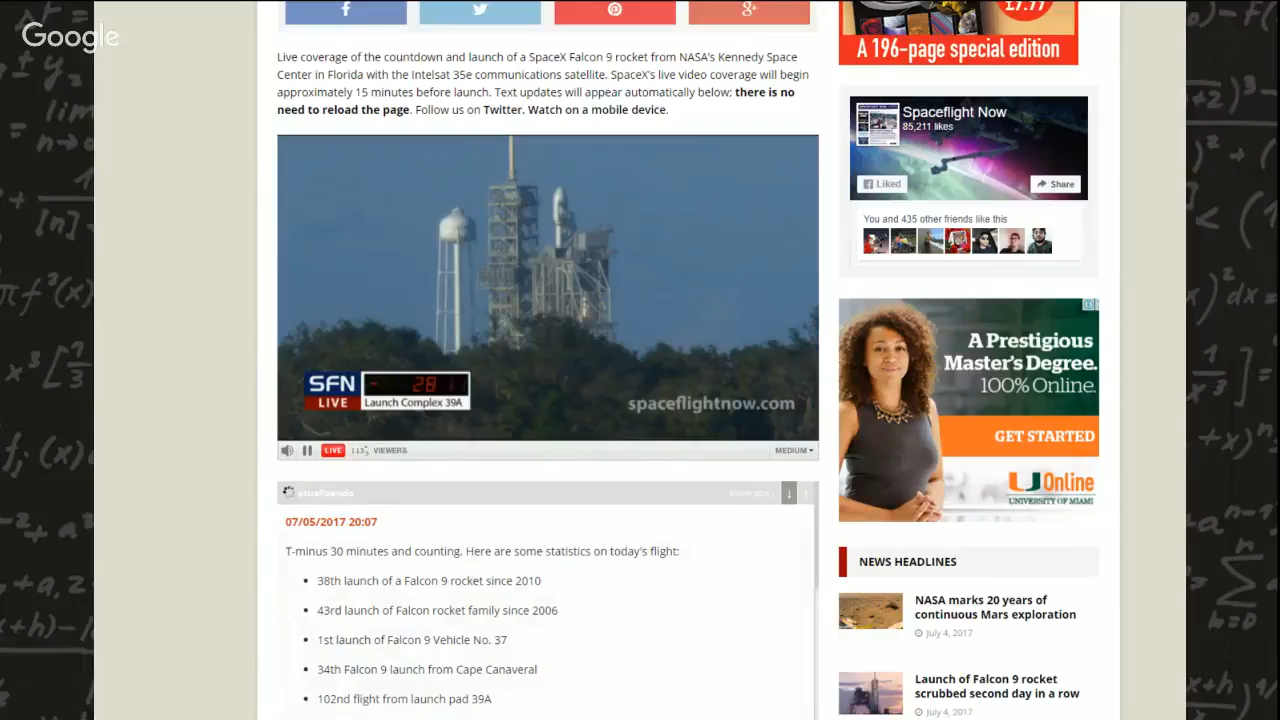 Google
Live coverage of the countdown and launch of a SpaceX Falcon 9 rocket from NASA's Kennedy Space
Center in Florida with the Intelsat 35e communications satellite. SpaceX's live video coverage will begin
approximately 15 minutes before launch. Text updates will appear automatically below; there is no
need to reload the page. Follow us on Twitter. Watch on a mobile device.
SFN
LIVE
Launch Complex 39A
spaceflightnow.com
LIVE
VIEWERS
MEDIUM
07/05/2017 20:07
T-minus 30 minutes and counting. Here are some statistics on today's flight:
38th launch of a Falcon 9 rocket since 2010
43rd launch of Falcon rocket family since 2006
1st launch of Falcon 9 Vehicle No. 37
34th Falcon 9 launch from Cape Canaveral
102nd flight from launch pad 39A
£7.77
A 196-page special edition
Spaceflight Now
85,211 likes
Liked
Share
You and 435 other friends like this
A Prestigious
Master's Degree.
100% Online.
GET STARTED
U Online
UNIVERSITY OF MIAMI
NEWS HEADLINES
NASA marks 20 years of
continuous Mars exploration
July 4, 2017
Launch of Falcon 9 rocket
scrubbed second day in a row
July 4, 2017